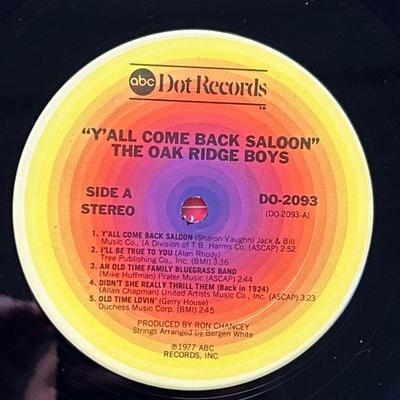 abc Dot Records
TM
"Y'ALL COME BACK SALOON"
THE OAK RIDGE BOYS
SIDE A
STEREO
DO-2093
(DO-2093-A)
1. Y'ALL COME BACK SALOON (Sharon Vaughn) Jack & Bill
Music Co., (A Division of T.B. Harms Co.) (ASCAP) 2:52
2. I'LL BE TRUE TO YOU (Alan Rhody)
Tree Publishing Co., Inc. (BMI) 3:36
3. AN OLD TIME FAMILY BLUEGRASS BAND
(Mike Huffman) Prater Music (ASCAP) 2:44
4. DIDN'T SHE REALLY THRILL THEM (Back in 1924)
(Allan Chapman) United Artists Music Co., Inc. (ASCAP) 3:23
5. OLD TIME LOVIN' (Gerry House)
Duchess Music Corp. (BMI) 2:45
PRODUCED BY RON CHANCEY
Strings Arranged by Bergen White
℗1977 ABC
RECORDS, INC.